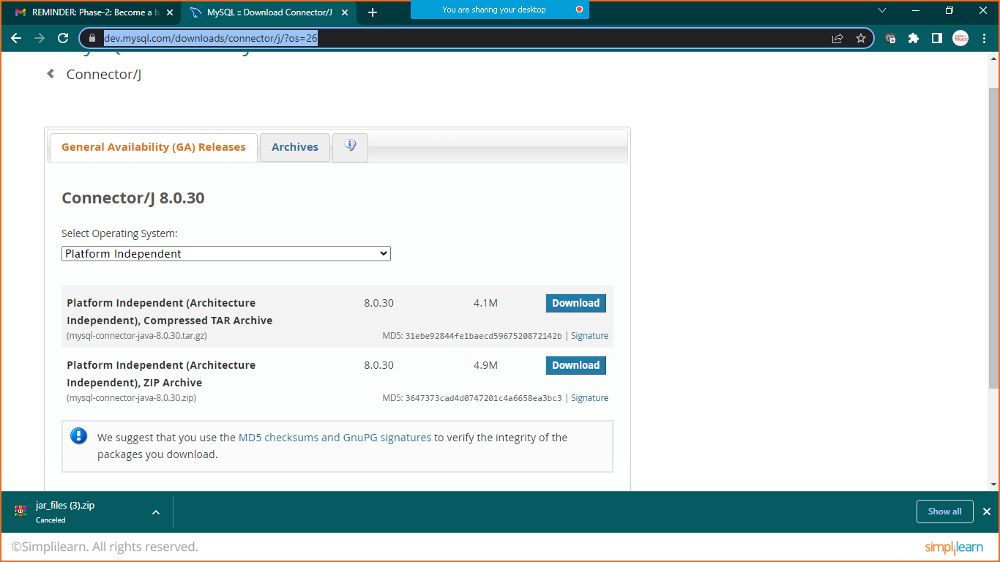 REMINDER: Phase-2: Become a b
MySQL :: Download Connector/J
You are sharing your desktop
dev.mysql.com/downloads/connector/j/?os=26
Connector/J
General Availability (GA) Releases
Archives
Connector/J 8.0.30
Select Operating System:
Platform Independent
Platform Independent (Architecture 8.0.30 4.1M Download
Independent), Compressed TAR Archive
(mysql-connector-java-8.0.30.tar.gz) MD5: 31ebe92844fe1baecd5967520872142b | Signature
Platform Independent (Architecture 8.0.30 4.9M Download
Independent), ZIP Archive
(mysql-connector-java-8.0.30.zip) MD5: 3647373cad4d0747201c4a6658ea3bc3 | Signature
We suggest that you use the MD5 checksums and GnuPG signatures to verify the integrity of the
packages you download.
jar_files (3).zip
Canceled
Show all
©Simplilearn. All rights reserved.
simplilearn